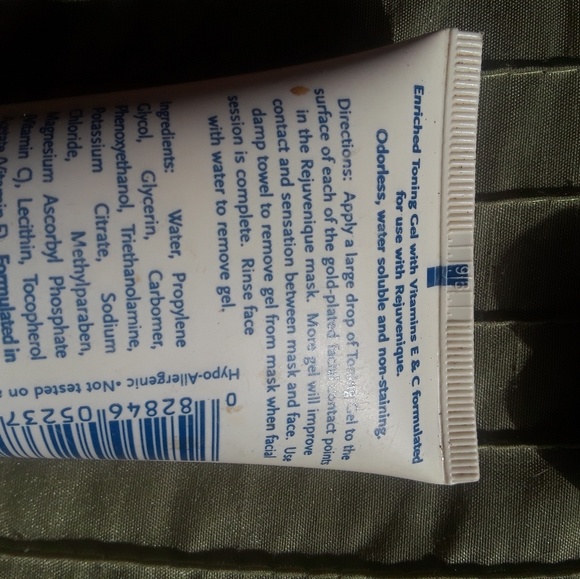 Enriched Toning Gel with Vitamins E & C formulated
for use with Rejuvenique.
Odorless, water soluble and non-staining.
Directions: Apply a large drop of Toning Gel to the
surface of each of the gold-plated facial contact points
in the Rejuvenique mask. More gel will improve
contact and sensation between mask and face. Use
damp towel to remove gel from mask when facial
session is complete. Rinse face
with water to remove gel.
Ingredients: Water, Propylene
Glycol, Glycerin, Carbomer,
Phenoxyethanol, Triethanolamine,
Potassium Citrate, Sodium
Chloride, Methylparaben,
Magnesium Ascorbyl Phosphate
Vitamin C), Lecithin, Tocopherol
Formulated in
Hypo-Allergenic • Not tested on
0
82846
05237